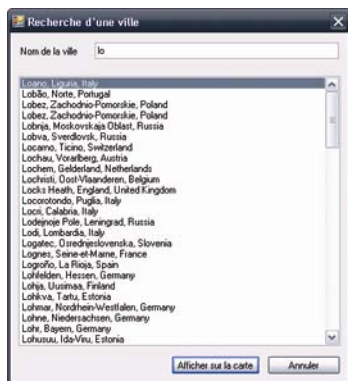 Recherche d'une ville
Nom de la ville lo
Loano, Liguria, Italy
Lobão, Norte, Portugal
Lobez, Zachodnio-Pomorskie, Poland
Lobez, Zachodnio-Pomorskie, Poland
Lobnja, Moskovskaja Oblast, Russia
Lobva, Sverdlovsk, Russia
Locarno, Ticino, Switzerland
Lochau, Vorarlberg, Austria
Lochem, Gelderland, Netherlands
Lochristi, Oost-Vlaanderen, Belgium
Locks Heath, England, United Kingdom
Locorotondo, Puglia, Italy
Locri, Calabria, Italy
Lodejnoje Pole, Leningrad, Russia
Lodi, Lombardia, Italy
Logatec, Osrednjeslovenska, Slovenia
Lognes, Seine-et-Marne, France
Logroño, La Rioja, Spain
Lohfelden, Hessen, Germany
Lohja, Uusimaa, Finland
Lohkva, Tartu, Estonia
Lohmar, Nordrhein-Westfalen, Germany
Lohne, Niedersachsen, Germany
Lohr, Bayern, Germany
Lohusuu, Ida-Viru, Estonia
Afficher sur la carte Annuler